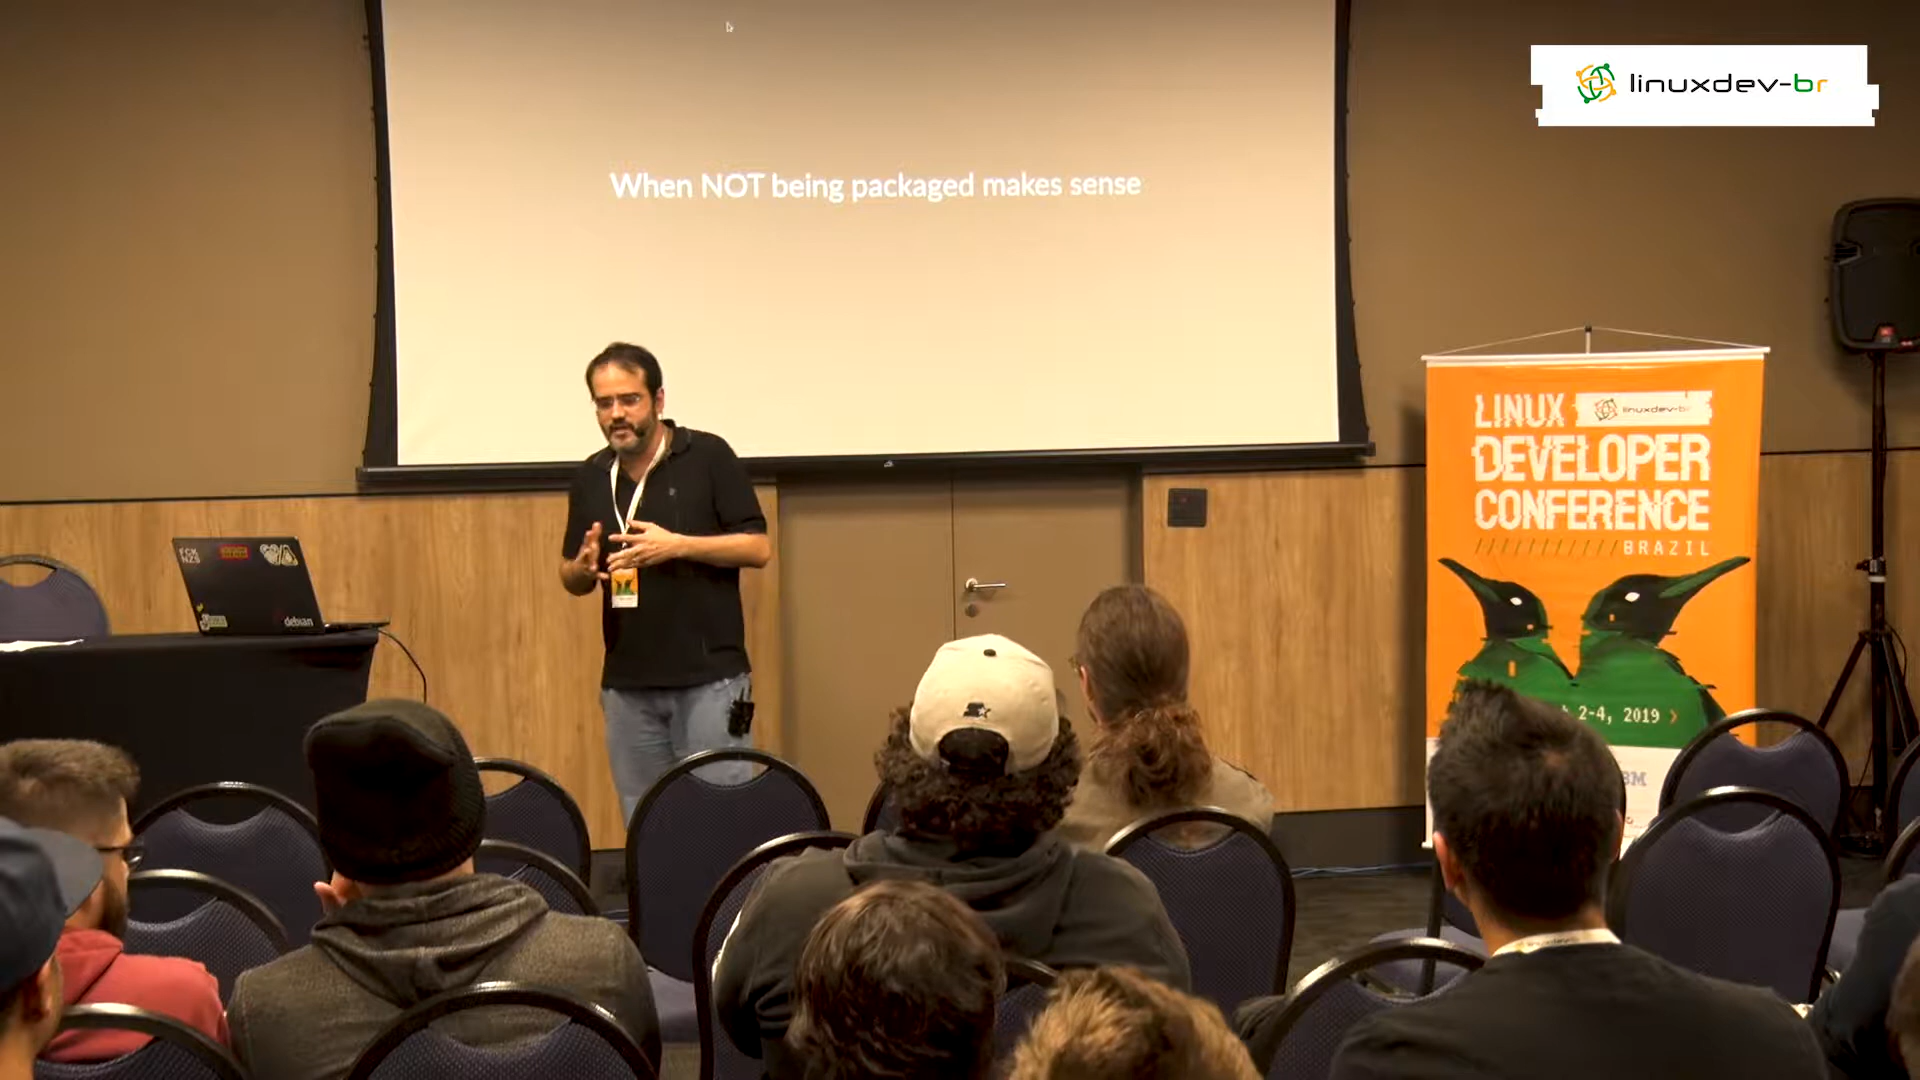 linuxdev-br
When NOT being packaged makes sense
LINUX
linuxdev-br
DEVELOPER
CONFERENCE
BRAZIL
2-4, 2019
debian